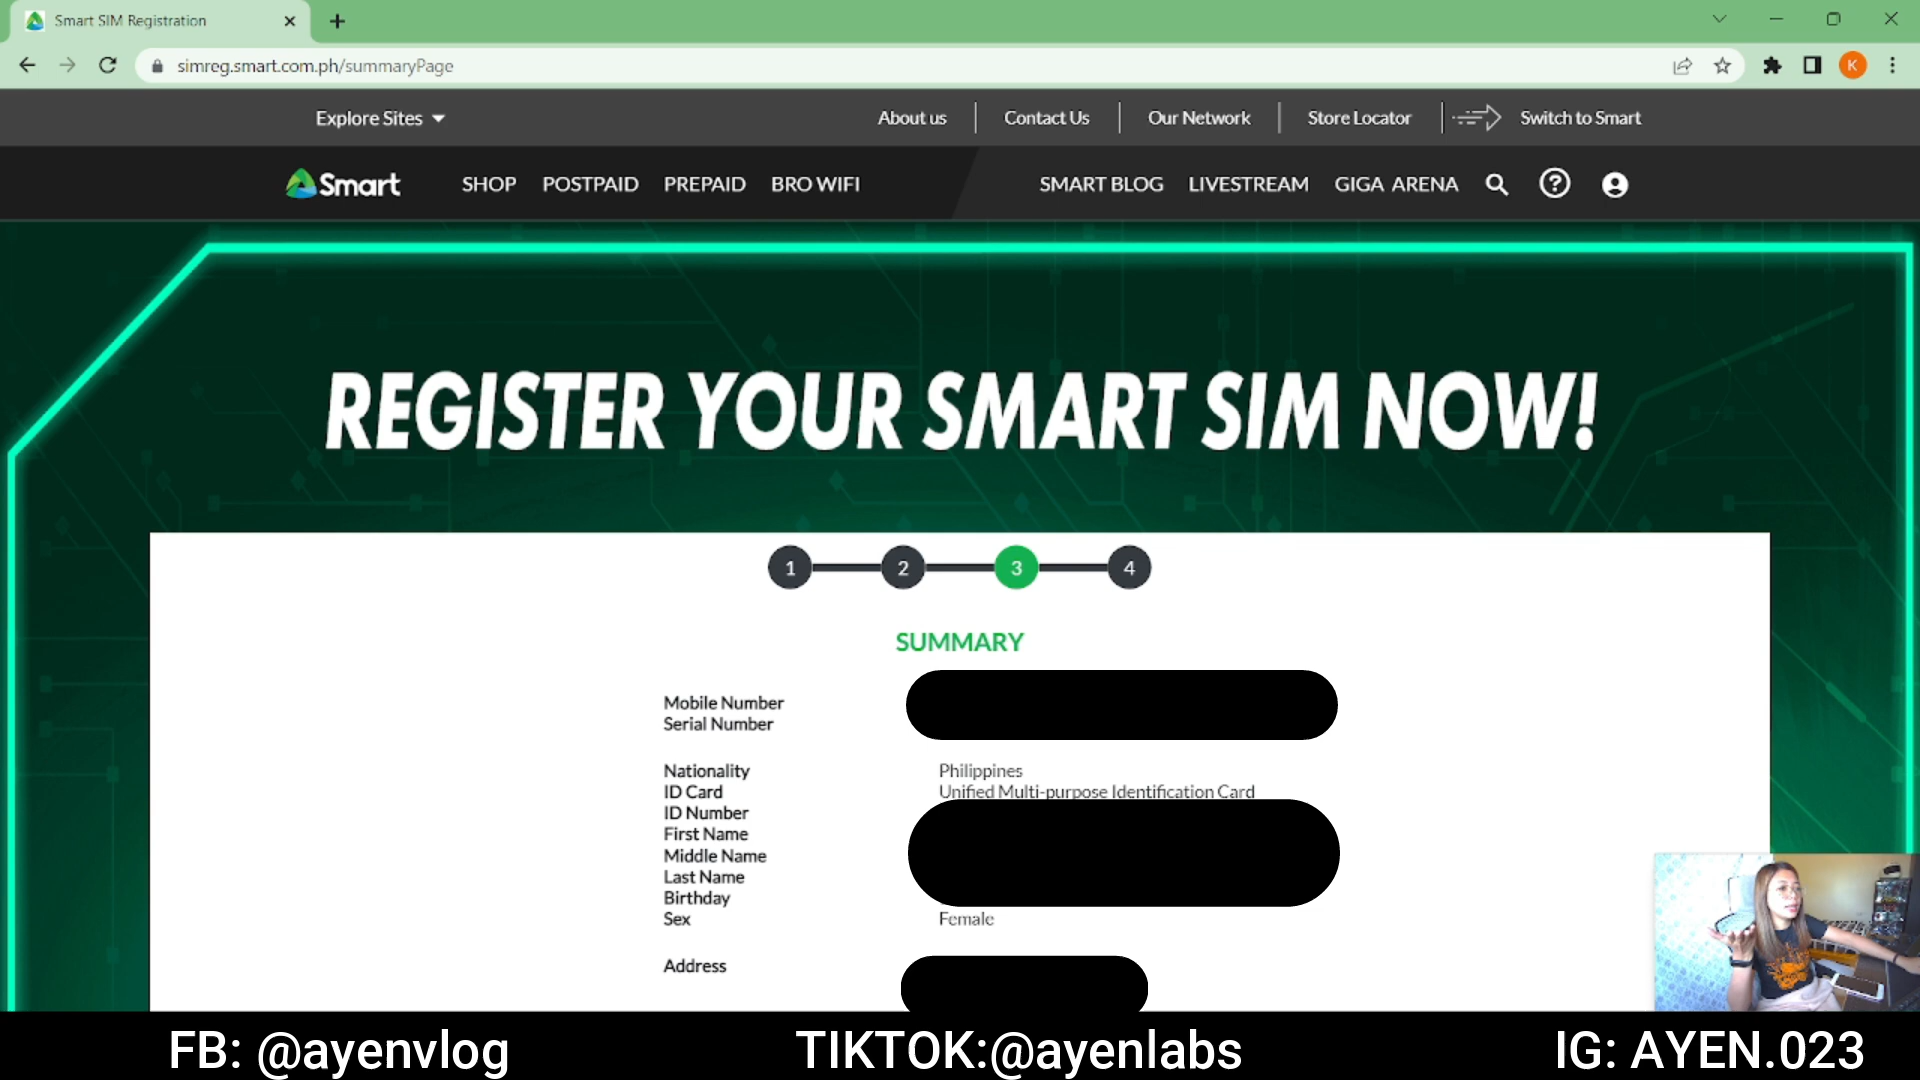 Smart SIM Registration
simreg.smart.com.ph/summaryPage
K
Explore Sites
About us
Contact Us
Our Network
Store Locator
Switch to Smart
Smart
SHOP
POSTPAID
PREPAID
BRO WIFI
SMART BLOG
LIVESTREAM
GIGA ARENA
REGISTER YOUR SMART SIM NOW!
1
2
3
4
SUMMARY
Mobile Number
Serial Number
Nationality Philippines
ID Card Unified Multi-purpose Identification Card
ID Number
First Name
Middle Name
Last Name
Birthday
Sex Female
Address
FB: @ayenvlog
TIKTOK:@ayenlabs
IG: AYEN.023